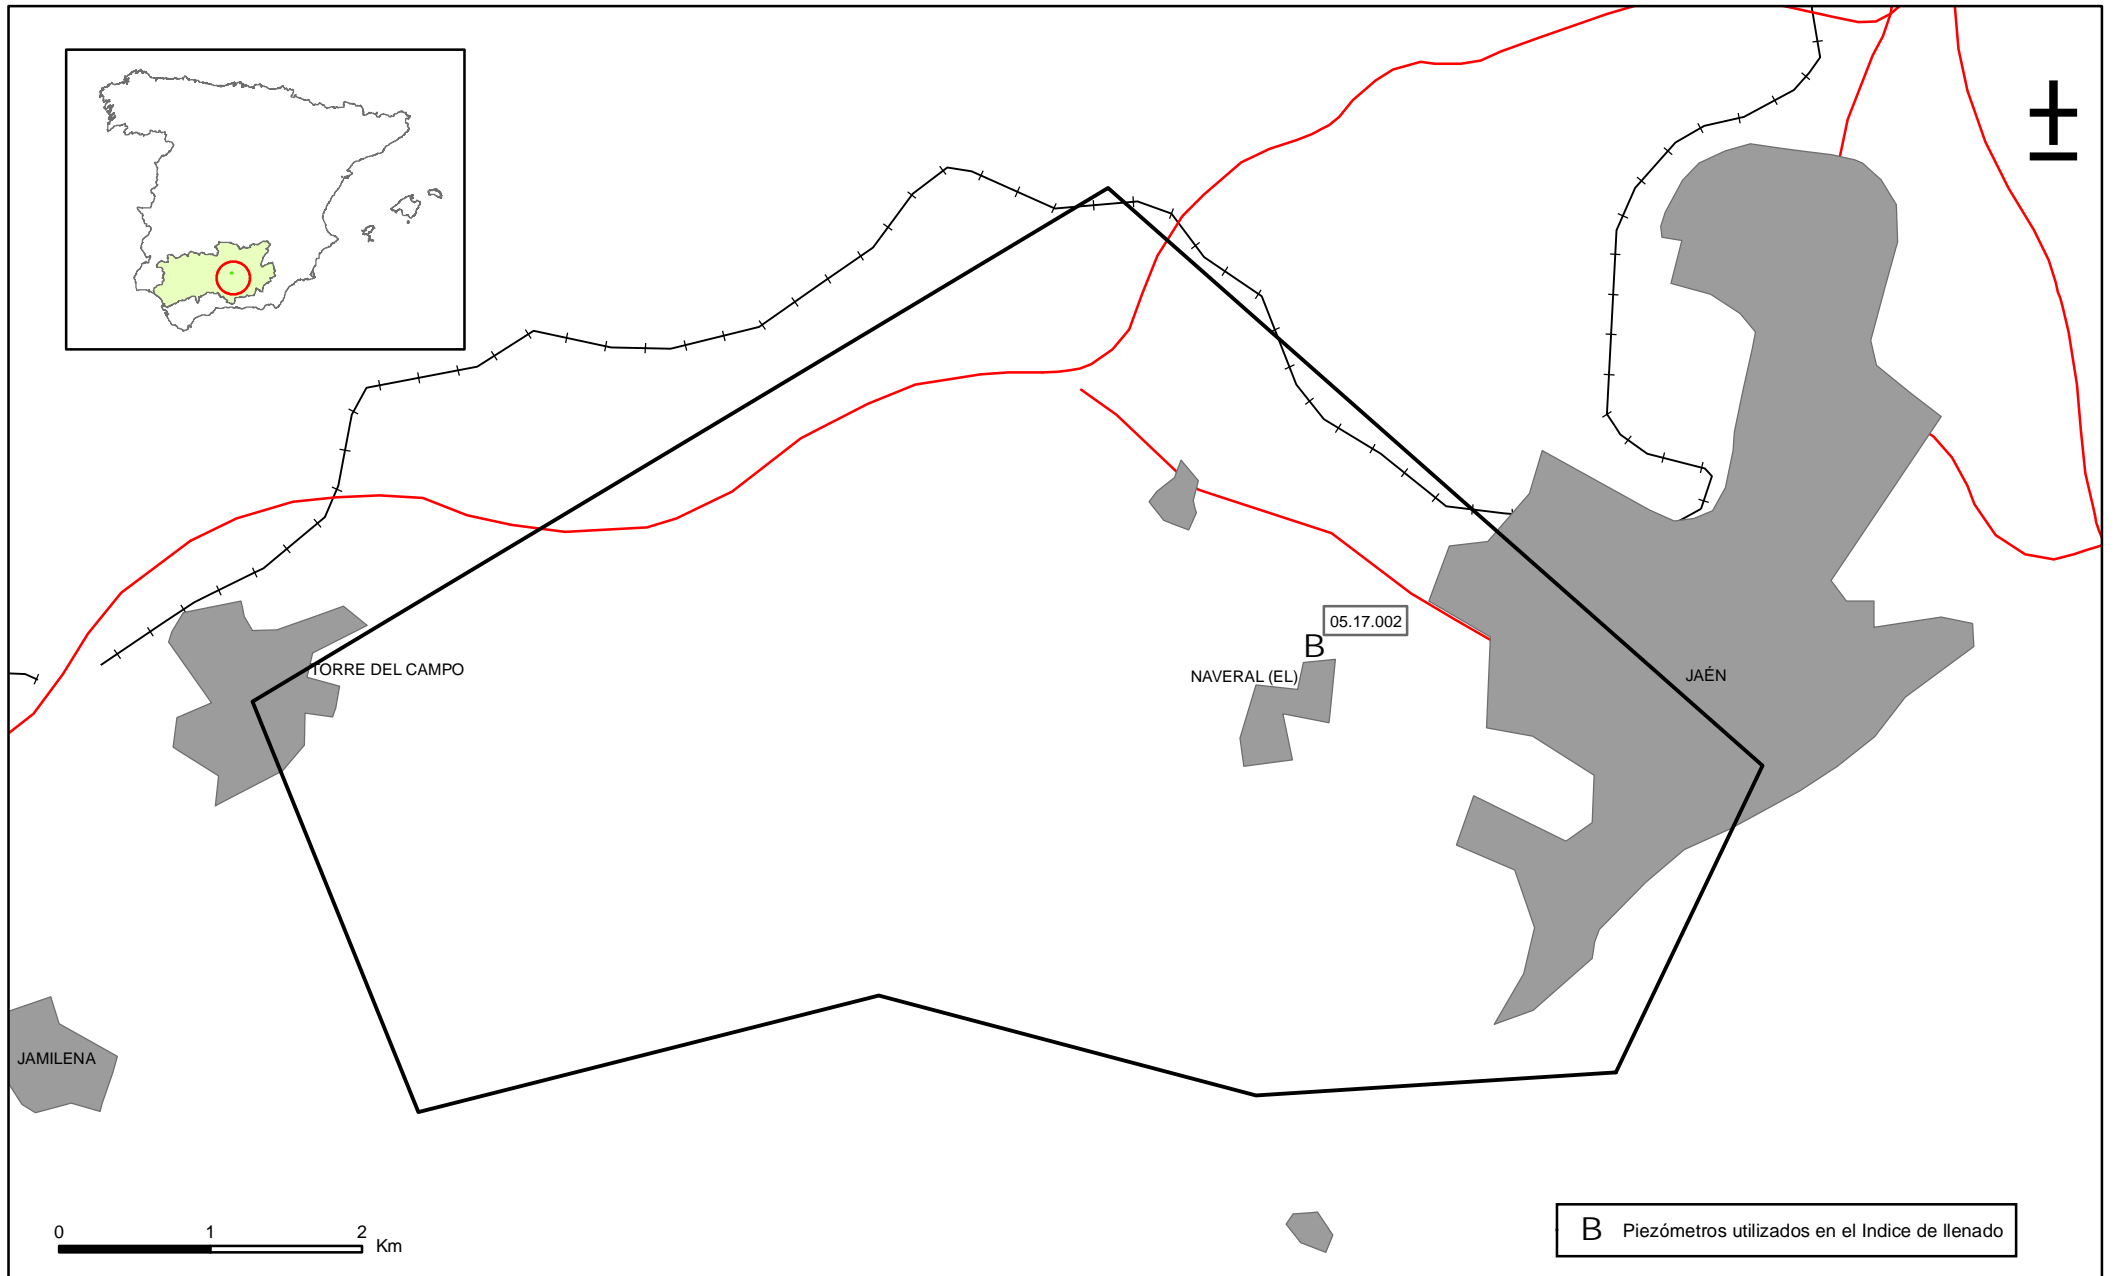 ±
05.17.002
B
TORRE DEL CAMPO
NAVERAL (EL)
JAÉN
JAMILENA
0 1 2
Km
B Piezómetros utilizados en el Indice de llenado